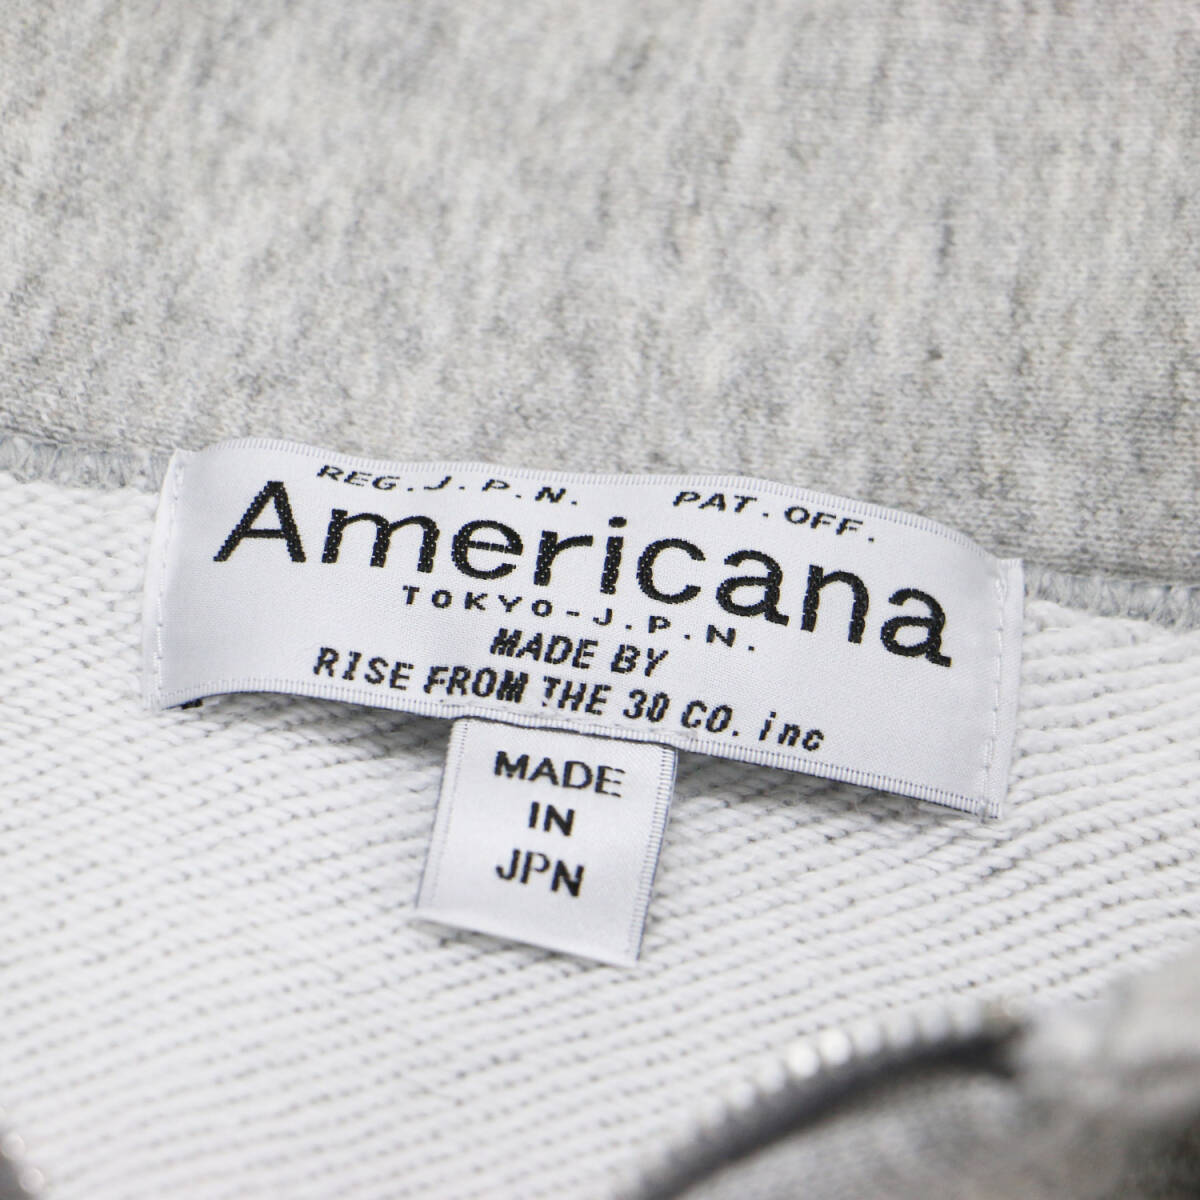 REG.J.P.N. PAT.OFF.
Americana
TOKYO-J.P.N.
MADE BY
RISE FROM THE 30 CO. inc
MADE
IN
JPN